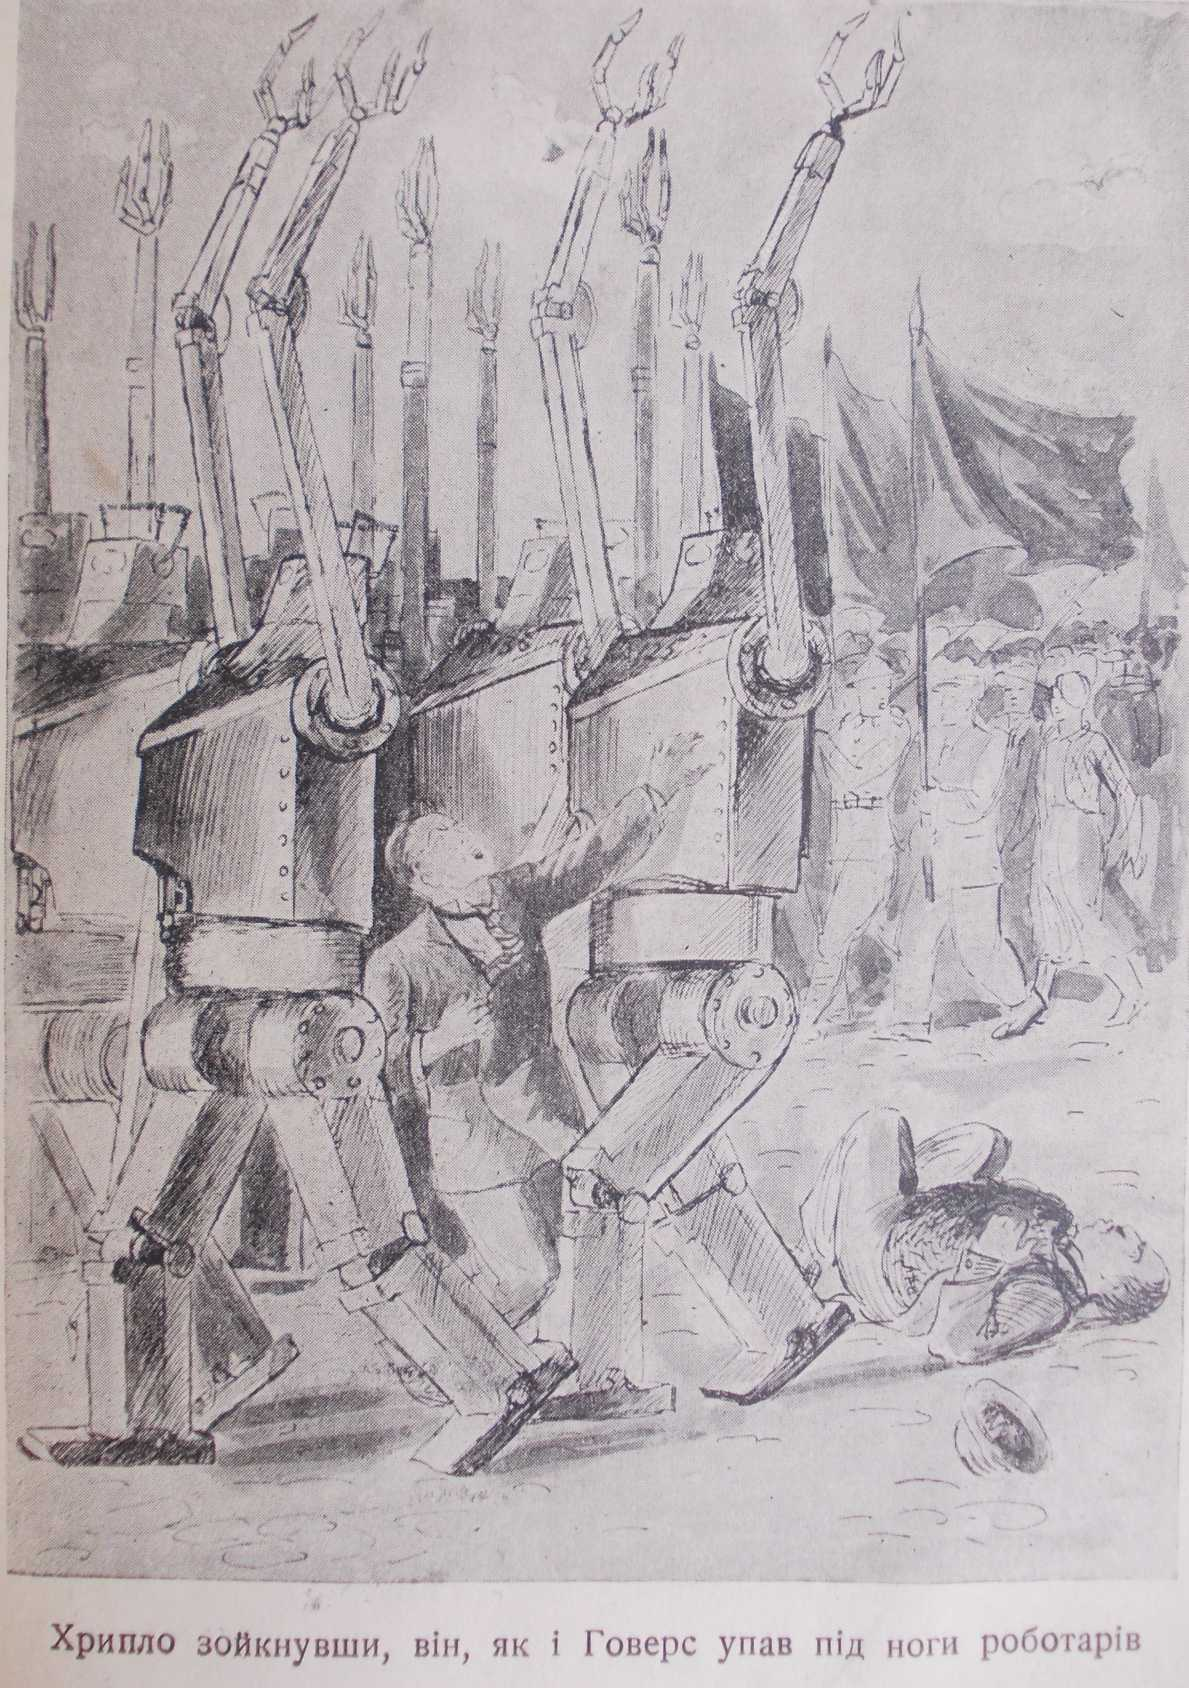 Хрипло зойкнувши, він, як і Говерс упав під ноги роботарів